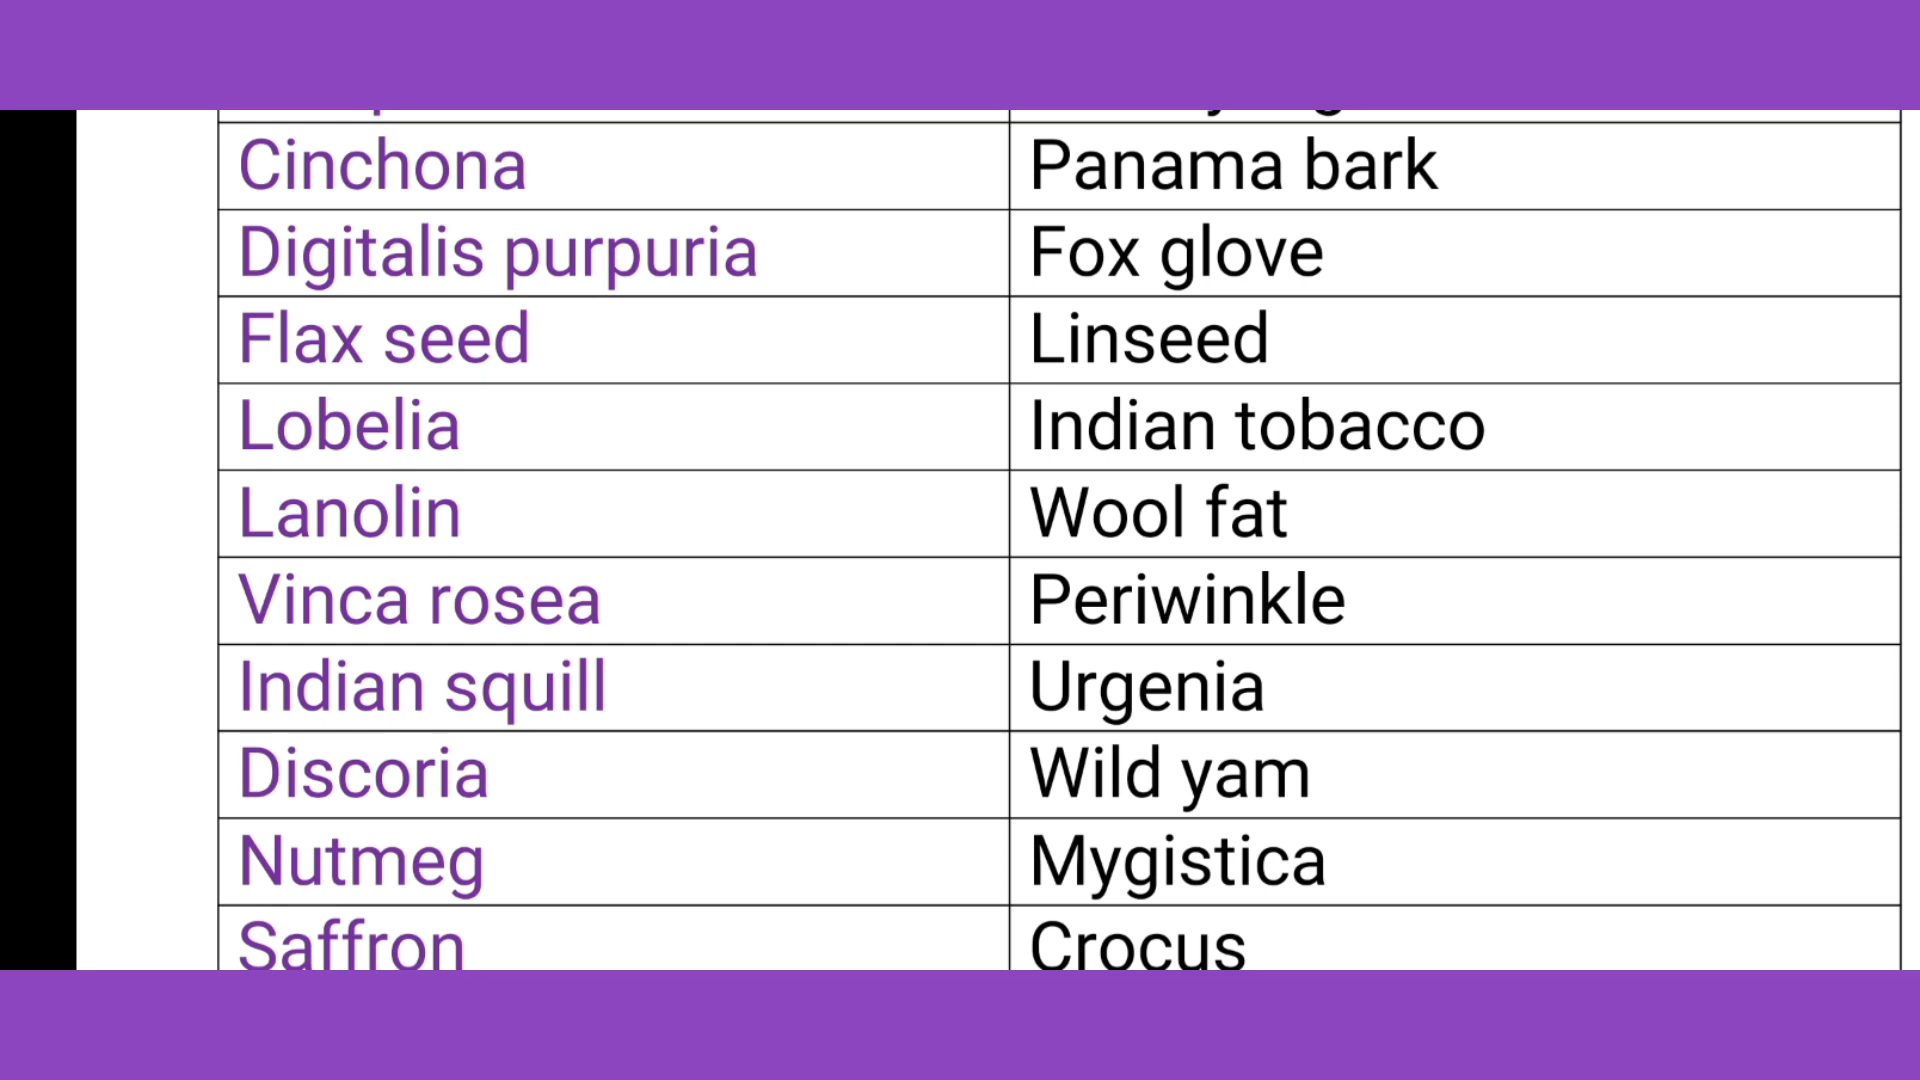 Cinchona Panama bark
Digitalis purpuria Fox glove
Flax seed Linseed
Lobelia Indian tobacco
Lanolin Wool fat
Vinca rosea Periwinkle
Indian squill Urgenia
Discoria Wild yam
Nutmeg Mygistica
Saffron Crocus